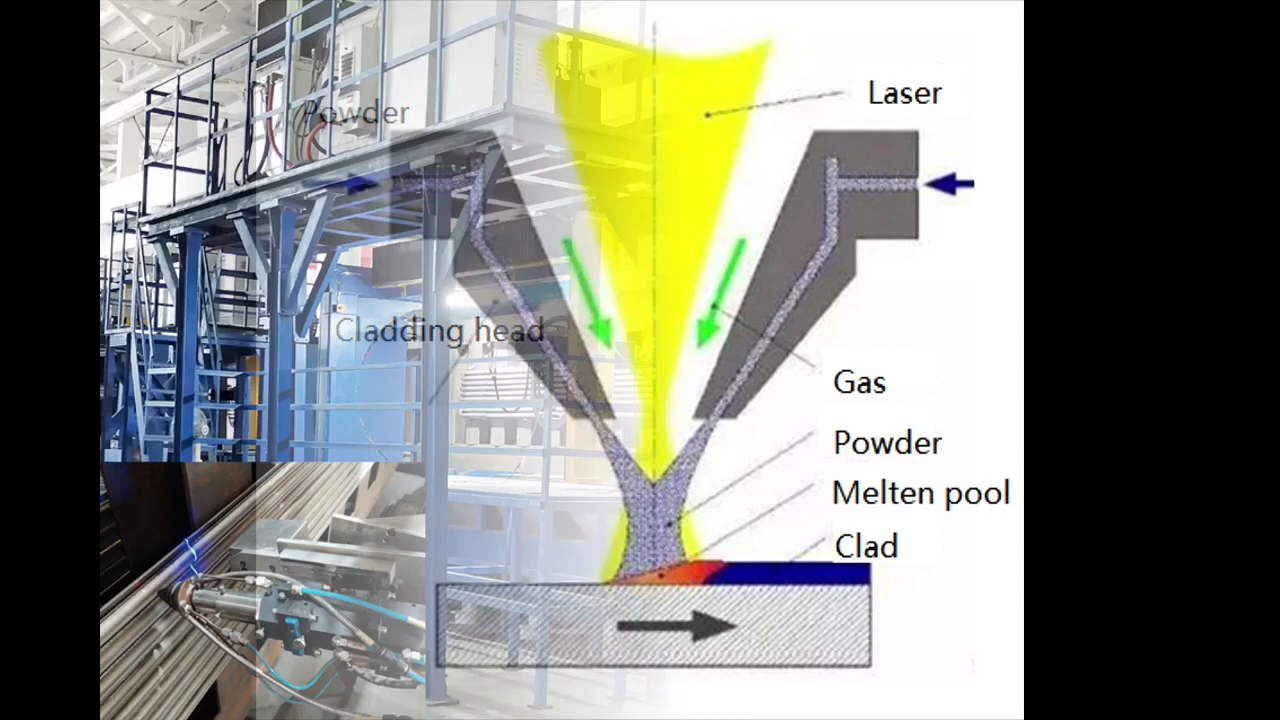 Laser
Powder
Cladding head
Gas
Powder
Melten pool
Clad